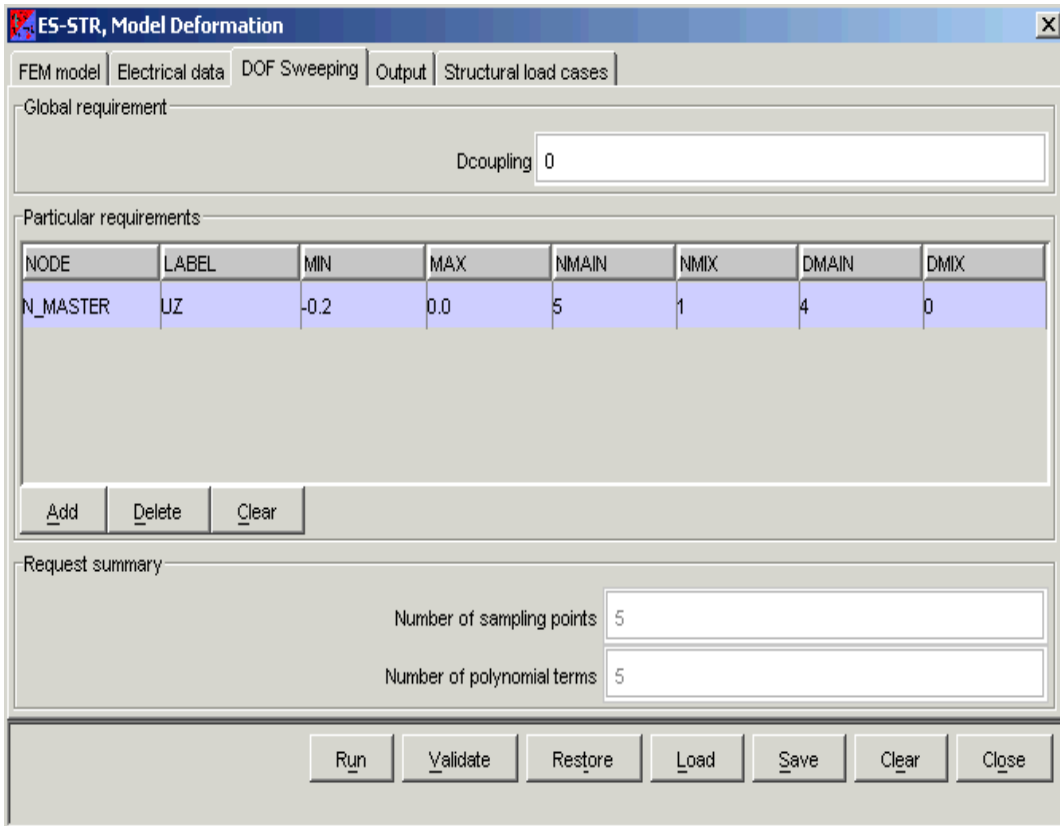 ES-STR, Model Deformation
FEM model Electrical data DOF Sweeping Output Structural load cases
Global requirement
Dcoupling 0
Particular requirements
NODE LABEL MIN MAX NMAIN NMIX DMAIN DMIX
N_MASTER UZ -0.2 0.0 5 1 4 0
Add Delete Clear
Request summary
Number of sampling points 5
Number of polynomial terms 5
Run Validate Restore Load Save Clear Close